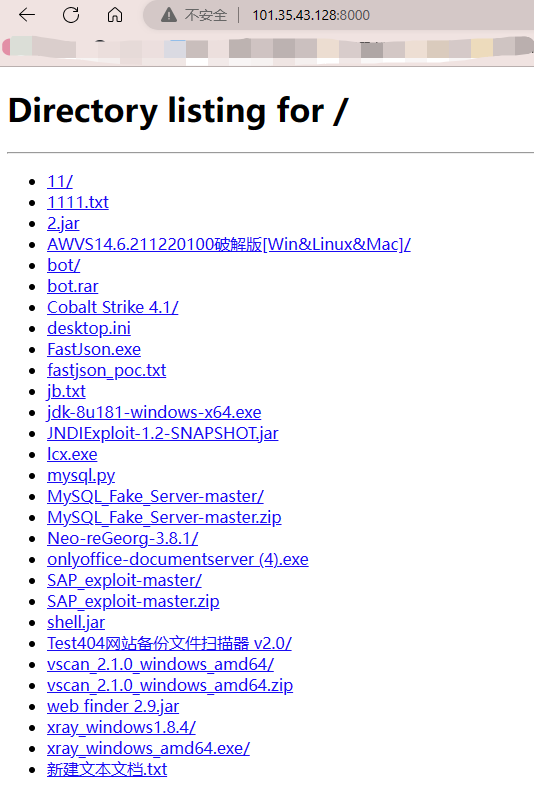 不安全 101.35.43.128:8000
Directory listing for /
11/
1111.txt
2.jar
AWVS14.6.211220100破解版[Win&Linux&Mac]/
bot/
bot.rar
Cobalt Strike 4.1/
desktop.ini
FastJson.exe
fastjson_poc.txt
jb.txt
jdk-8u181-windows-x64.exe
JNDIExploit-1.2-SNAPSHOT.jar
lcx.exe
mysql.py
MySQL_Fake_Server-master/
MySQL_Fake_Server-master.zip
Neo-reGeorg-3.8.1/
onlyoffice-documentserver (4).exe
SAP_exploit-master/
SAP_exploit-master.zip
shell.jar
Test404网站备份文件扫描器 v2.0/
vscan_2.1.0_windows_amd64/
vscan_2.1.0_windows_amd64.zip
web finder 2.9.jar
xray_windows1.8.4/
xray_windows_amd64.exe/
新建文本文档.txt